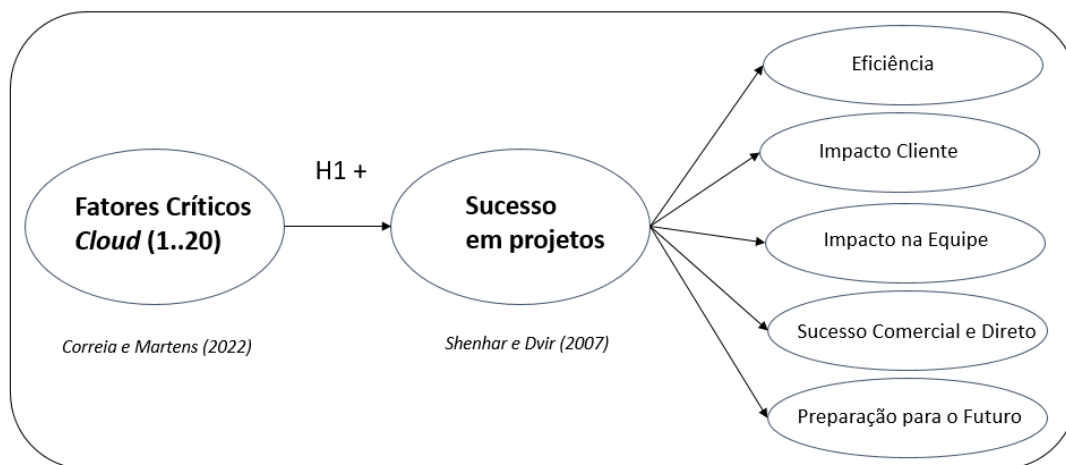 Fatores Críticos
Cloud (1..20)
Correia e Martens (2022)
H1 +
Sucesso
em projetos
Shenhar e Dvir (2007)
Eficiência
Impacto Cliente
Impacto na Equipe
Sucesso Comercial e Direto
Preparação para o Futuro